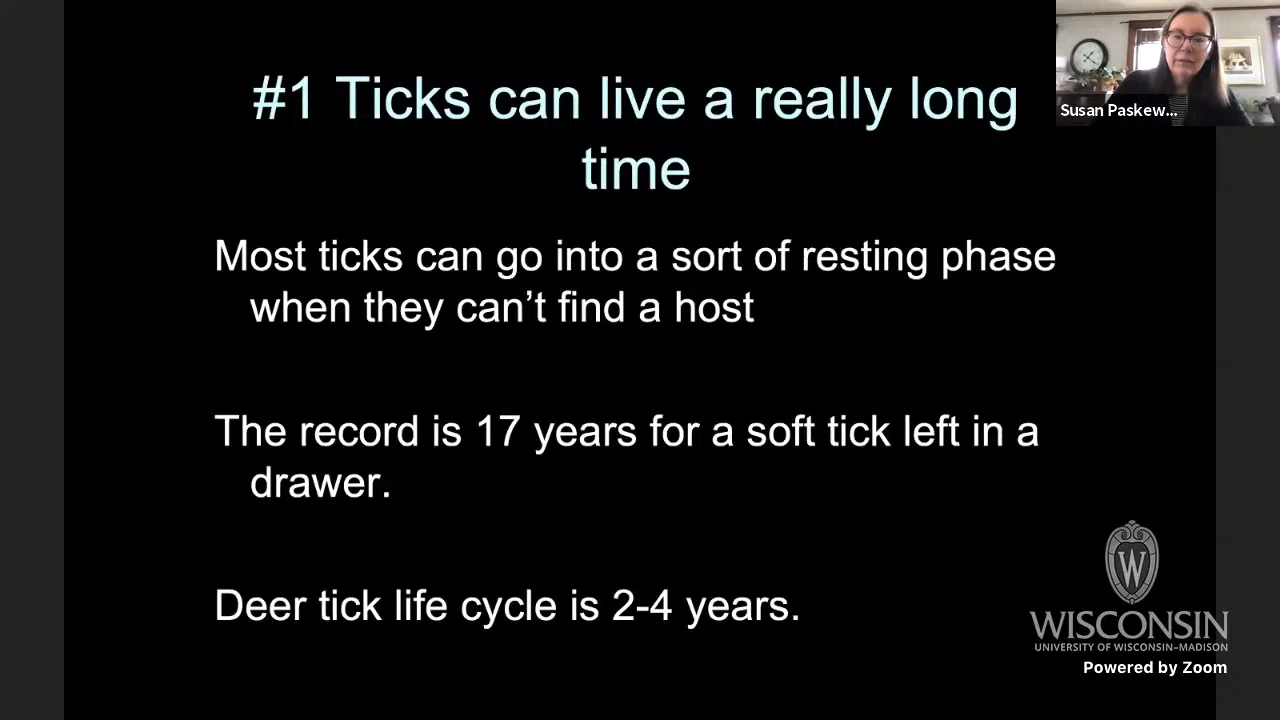 #1 Ticks can live a really long
time
Susan Paskew...
Most ticks can go into a sort of resting phase
when they can't find a host
The record is 17 years for a soft tick left in a
drawer.
Deer tick life cycle is 2-4 years.
W
WISCONSIN
UNIVERSITY OF WISCONSIN–MADISON
Powered by Zoom